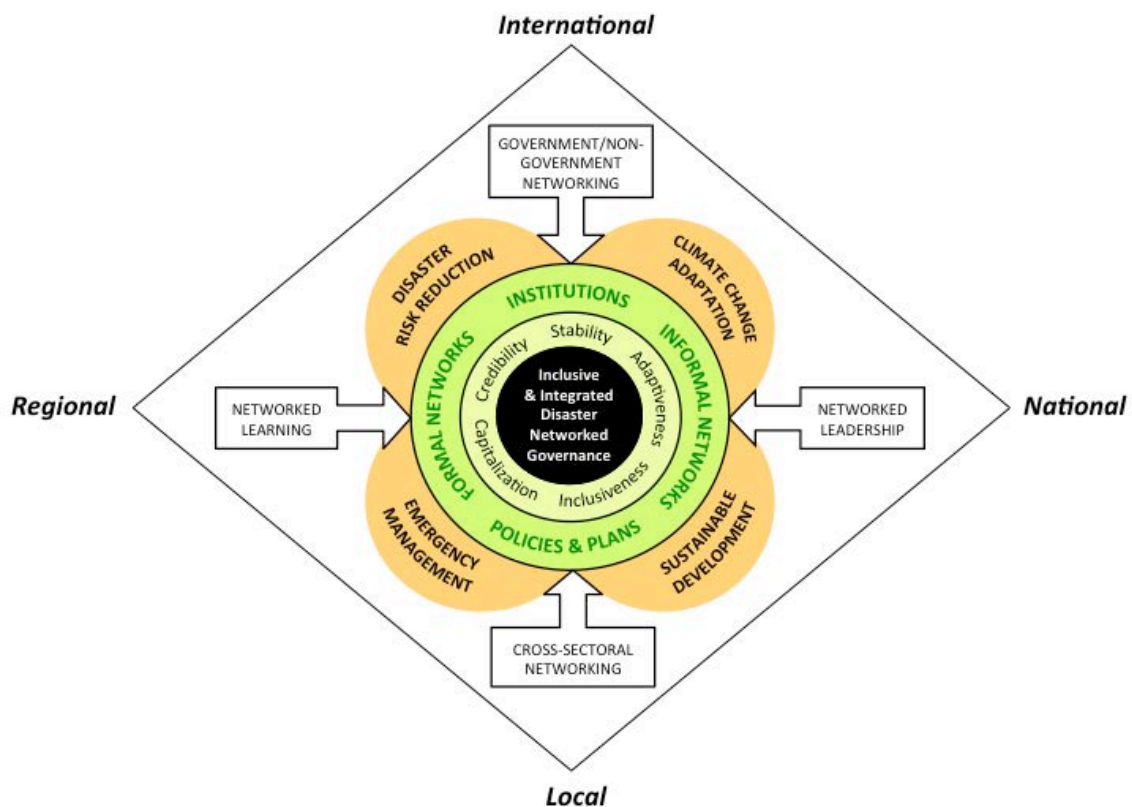 International
GOVERNMENT/NON-
GOVERNMENT
NETWORKING
DISASTER
RISK REDUCTION
CLIMATE CHANGE
ADAPTATION
INSTITUTIONS
FORMAL NETWORKS
INFORMAL NETWORKS
Stability
Credibility
Adaptiveness
Inclusive
& Integrated
Disaster
Networked
Governance
Regional
NETWORKED
LEARNING
NETWORKED
LEADERSHIP
National
Capitalization
Inclusiveness
POLICIES & PLANS
EMERGENCY
MANAGEMENT
SUSTAINABLE
DEVELOPMENT
CROSS-SECTORAL
NETWORKING
Local